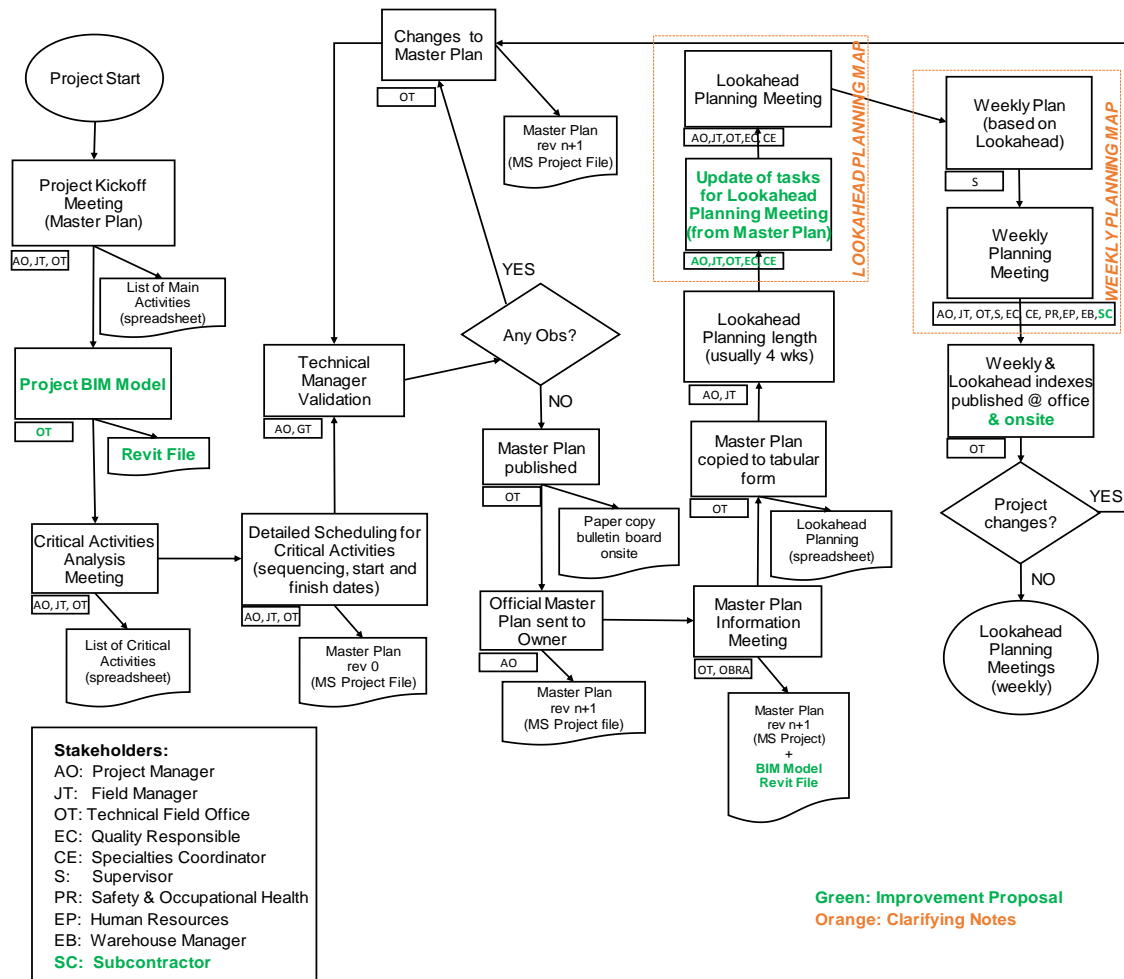 Project Start
Project Kickoff
Meeting
(Master Plan)
AO, JT, OT
List of Main
Activities
(spreadsheet)
Project BIM Model
OT
Revit File
Critical Activities
Analysis
Meeting
AO, JT, OT
List of Critical
Activities
(spreadsheet)
Changes to
Master Plan
OT
Master Plan
rev n+1
(MS Project File)
YES
Any Obs?
NO
Technical
Manager
Validation
AO, GT
Detailed Scheduling for
Critical Activities
(sequencing, start and
finish dates)
AO, JT, OT
Master Plan
rev 0
(MS Project File)
Master Plan
published
OT
Paper copy
bulletin board
onsite
Official Master
Plan sent to
Owner
AO
Master Plan
rev n+1
(MS Project file)
Lookahead
Planning Meeting
AO,JT,OT,EC, CE
Update of tasks
for Lookahead
Planning Meeting
(from Master Plan)
AO,JT,OT,EC, CE
LOOKAHEAD PLANNING MAP
Lookahead
Planning length
(usually 4 wks)
AO, JT
Master Plan
copied to tabular
form
OT
Lookahead
Planning
(spreadsheet)
Master Plan
Information
Meeting
OT, OBRA
Master Plan
rev n+1
(MS Project)
+
BIM Model
Revit File
Weekly Plan
(based on
Lookahead)
S
Weekly
Planning
Meeting
AO, JT, OT,S, EC, CE, PR,EP, EB,SC
WEEKLY PLANNING MAP
Weekly &
Lookahead indexes
published @ office
& onsite
OT
Project
changes?
YES
NO
Lookahead
Planning
Meetings
(weekly)
Stakeholders:
AO: Project Manager
JT: Field Manager
OT: Technical Field Office
EC: Quality Responsible
CE: Specialties Coordinator
S: Supervisor
PR: Safety & Occupational Health
EP: Human Resources
EB: Warehouse Manager
SC: Subcontractor
Green: Improvement Proposal
Orange: Clarifying Notes